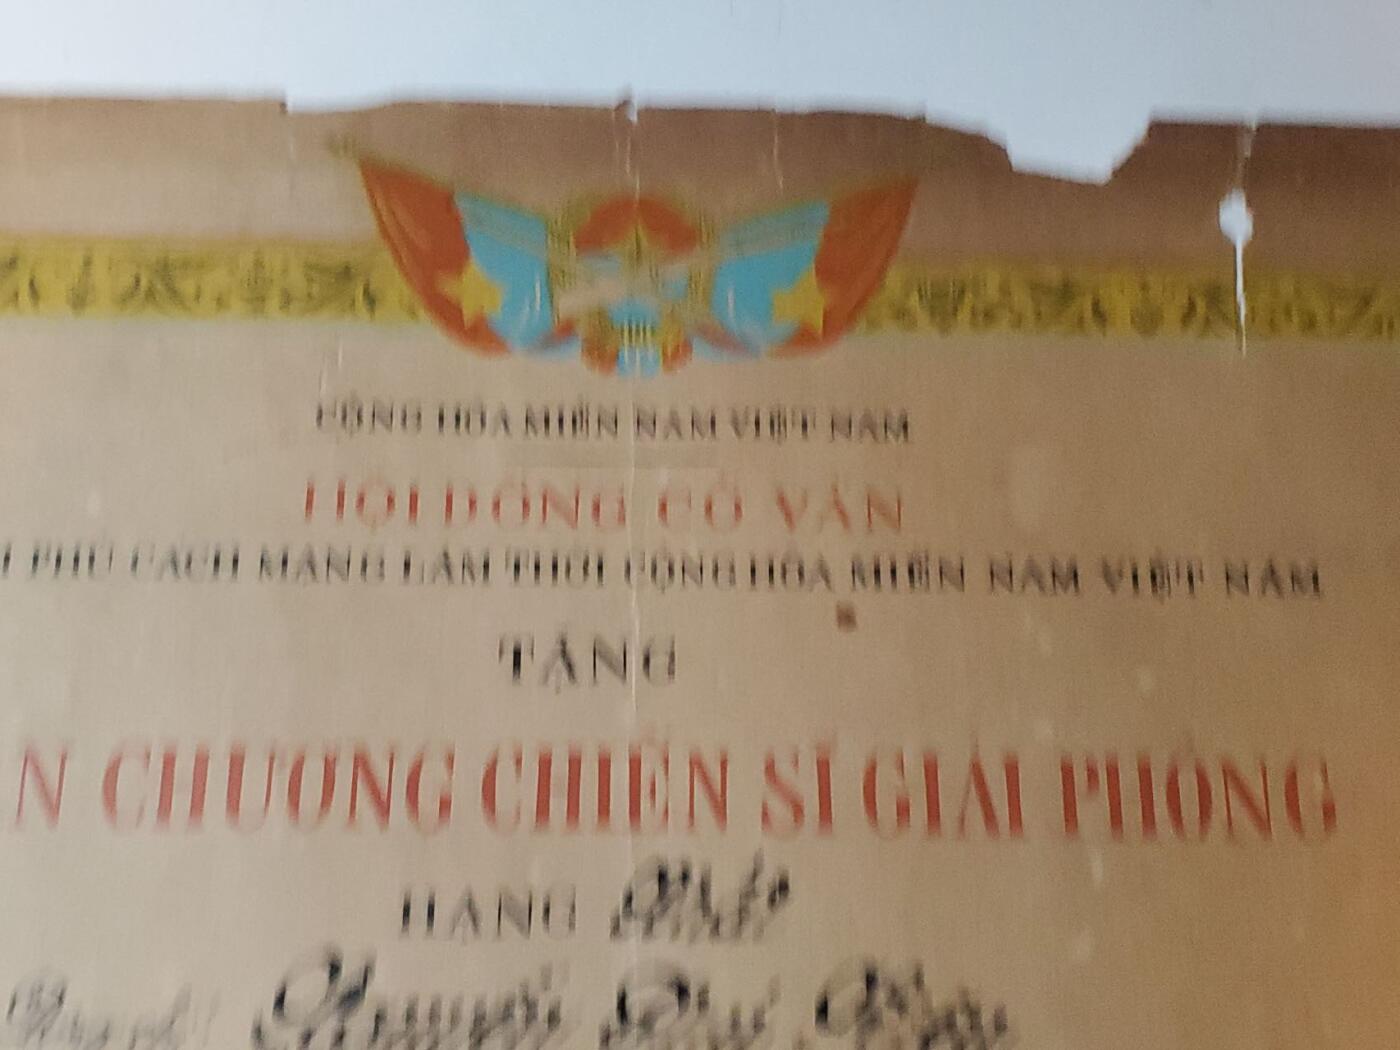 CỘNG HÒA MIỀN NAM VIỆT NAM
HỘI ĐỒNG CỐ VẤN
PHỦ CÁCH MẠNG LÂM THỜI CỘNG HÒA MIỀN NAM VIỆT NAM
TẶNG
N CHƯƠNG CHIẾN SĨ GIẢI PHÓNG
HẠNG Nhất